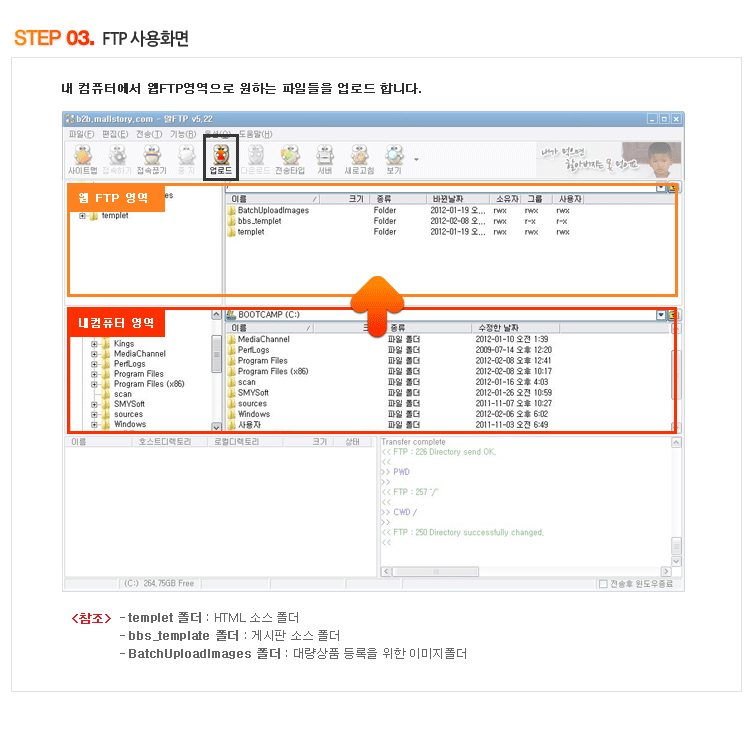 STEP 03. FTP 사용화면
내 컴퓨터에서 웹FTP영역으로 원하는 파일들을 업로드 합니다.
b2b.mallstory.com - 알FTP v5.22
파일(F) 편집(E) 전송(T) 기능(B) 옵션(O) 도움말(H)
사이트맵 접속하기 접속끊기 중 지 업로드 다운로드 전송타입 서버 새로고침 보기
웹 FTP 영역
templet
이름 / 크기 종류 바뀐날짜 소유자 그룹 사용자
BatchUploadImages Folder 2012-01-19 오... rwx rwx rwx
bbs_templet Folder 2012-02-08 오... rwx r-x r-x
templet Folder 2012-01-19 오... rwx rwx rwx
내컴퓨터 영역
Kings
MediaChannel
PerfLogs
Program Files
Program Files (x86)
scan
SMYSoft
sources
Windows
BOOTCAMP (C:)
이름 / 종류 수정한 날짜
MediaChannel 파일 폴더 2012-01-10 오전 1:39
PerfLogs 파일 폴더 2009-07-14 오후 12:20
Program Files 파일 폴더 2012-02-08 오후 12:41
Program Files (x86) 파일 폴더 2012-02-08 오후 10:17
scan 파일 폴더 2012-01-16 오후 4:03
SMYSoft 파일 폴더 2012-01-26 오전 10:59
sources 파일 폴더 2011-11-07 오후 10:27
Windows 파일 폴더 2012-02-06 오후 6:02
사용자 파일 폴더 2011-11-03 오전 6:49
이름 호스트디렉토리 로컬디렉토리 크기 상태
Transfer complete
<< FTP : 226 Directory send OK.
<<
>> PWD
>>
<< FTP : 257 "/"
<<
>> CWD /
>>
<< FTP : 250 Directory successfully changed.
<<
(C:) 264.75GB Free
전송후 윈도우종료
<참조> - templet 폴더 : HTML 소스 폴더
- bbs_template 폴더 : 게시판 소스 폴더
- BatchUploadImages 폴더 : 대량상품 등록을 위한 이미지폴더